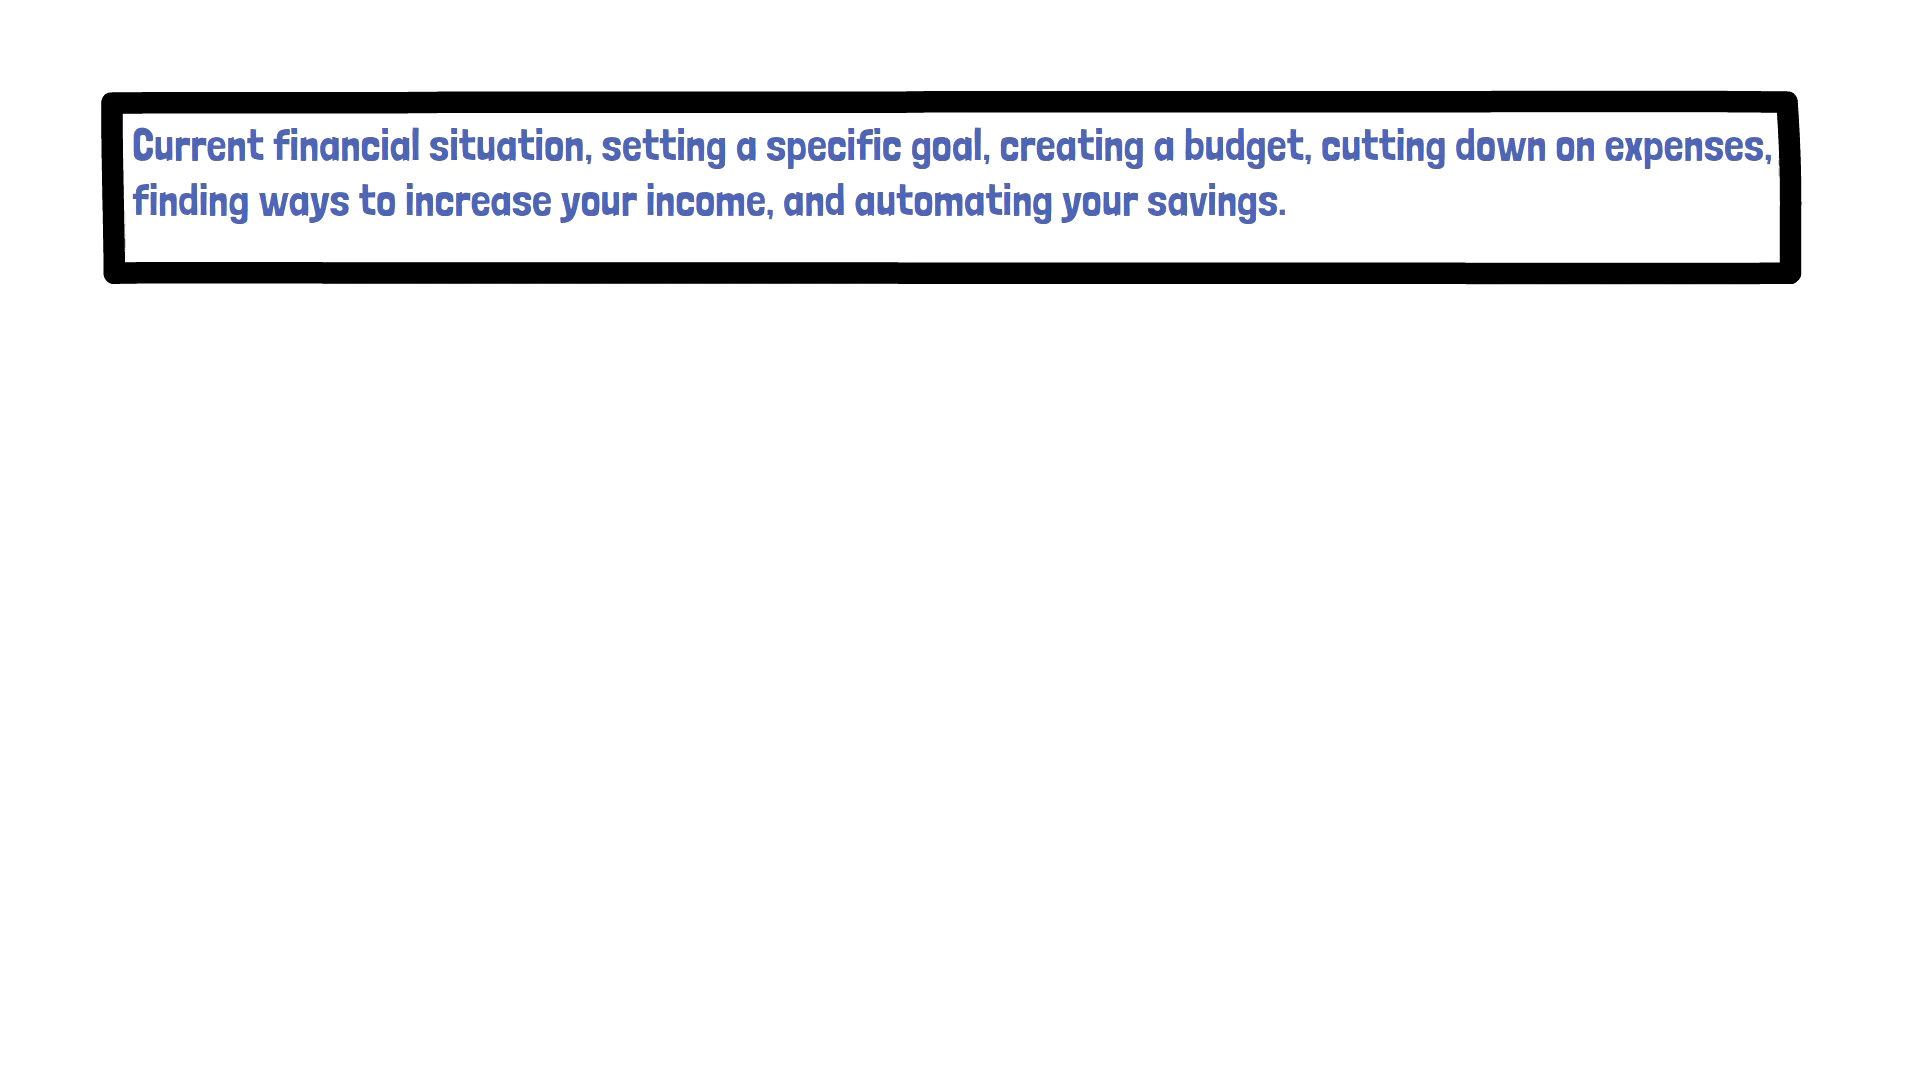 Current financial situation, setting a specific goal, creating a budget, cutting down on expenses,
finding ways to increase your income, and automating your savings.